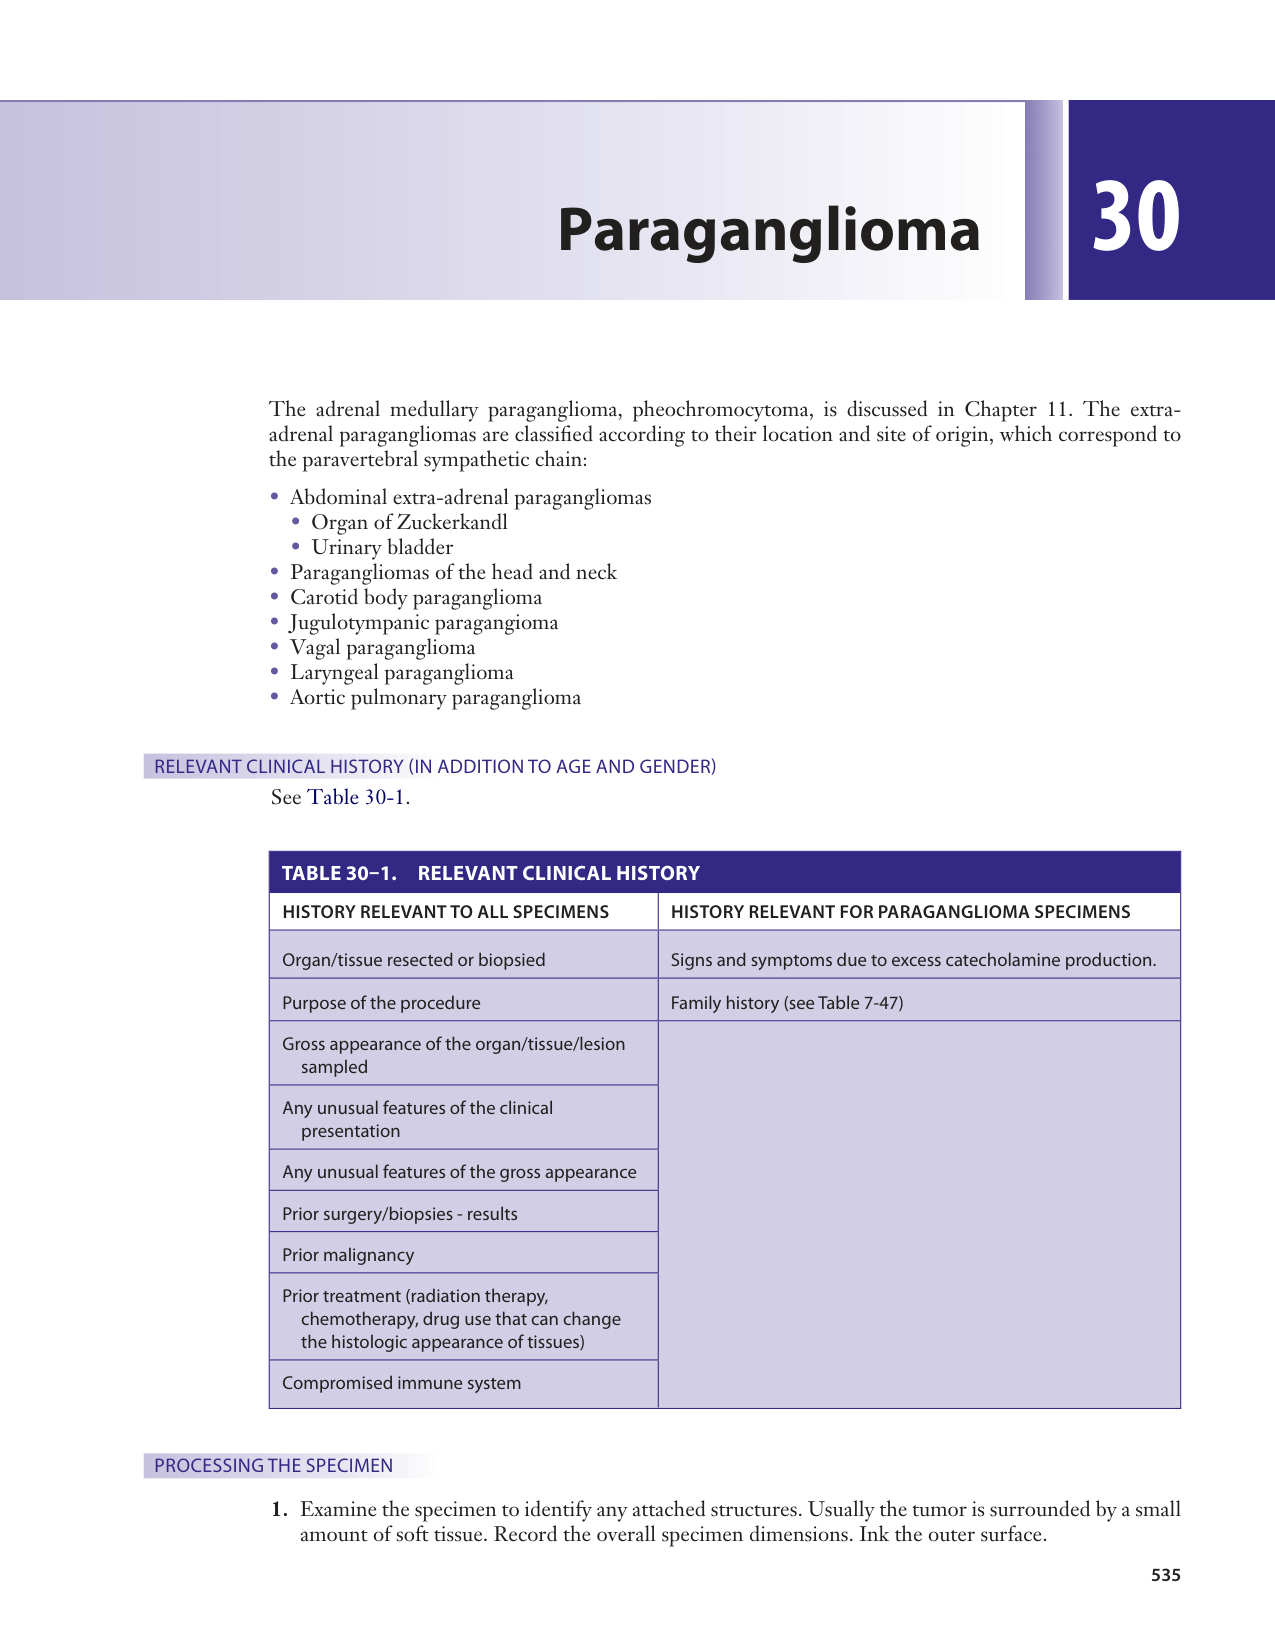 Paraganglioma
30
The adrenal medullary paraganglioma, pheochromocytoma, is discussed in Chapter 11. The extra-
adrenal paragangliomas are classified according to their location and site of origin, which correspond to
the paravertebral sympathetic chain:
• Abdominal extra-adrenal paragangliomas
• Organ of Zuckerkandl
• Urinary bladder
• Paragangliomas of the head and neck
• Carotid body paraganglioma
• Jugulotympanic paragangioma
• Vagal paraganglioma
• Laryngeal paraganglioma
• Aortic pulmonary paraganglioma
RELEVANT CLINICAL HISTORY (IN ADDITION TO AGE AND GENDER)
See Table 30-1.
TABLE 30–1. RELEVANT CLINICAL HISTORY
HISTORY RELEVANT TO ALL SPECIMENS HISTORY RELEVANT FOR PARAGANGLIOMA SPECIMENS
Organ/tissue resected or biopsied Signs and symptoms due to excess catecholamine production.
Purpose of the procedure Family history (see Table 7-47)
Gross appearance of the organ/tissue/lesion
sampled
Any unusual features of the clinical
presentation
Any unusual features of the gross appearance
Prior surgery/biopsies - results
Prior malignancy
Prior treatment (radiation therapy,
chemotherapy, drug use that can change
the histologic appearance of tissues)
Compromised immune system
PROCESSING THE SPECIMEN
1. Examine the specimen to identify any attached structures. Usually the tumor is surrounded by a small
amount of soft tissue. Record the overall specimen dimensions. Ink the outer surface.
535